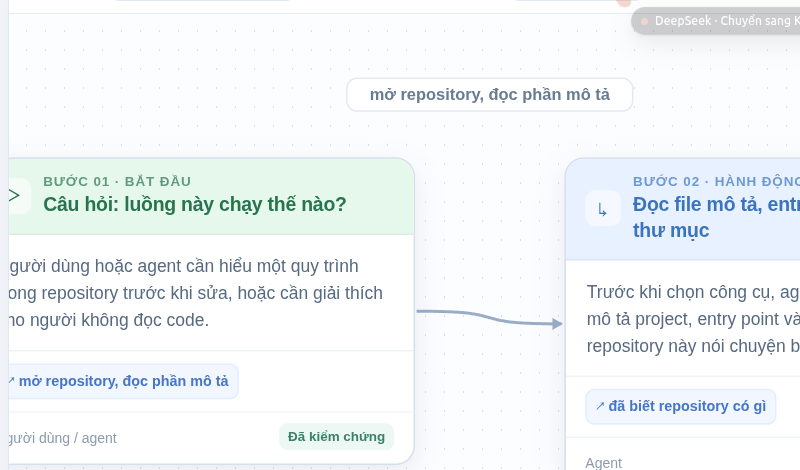 DeepSeek · Chuyển sang K
mở repository, đọc phần mô tả
BƯỚC 01 · BẮT ĐẦU
Câu hỏi: luồng này chạy thế nào?
gười dùng hoặc agent cần hiểu một quy trình
ong repository trước khi sửa, hoặc cần giải thích
ho người không đọc code.
↗ mở repository, đọc phần mô tả
gười dùng / agent
Đã kiểm chứng
BƯỚC 02 · HÀNH ĐỘNG
Đọc file mô tả, entr
thư mục
Trước khi chọn công cụ, ag
mô tả project, entry point và
repository này nói chuyện b
↗ đã biết repository có gì
Agent